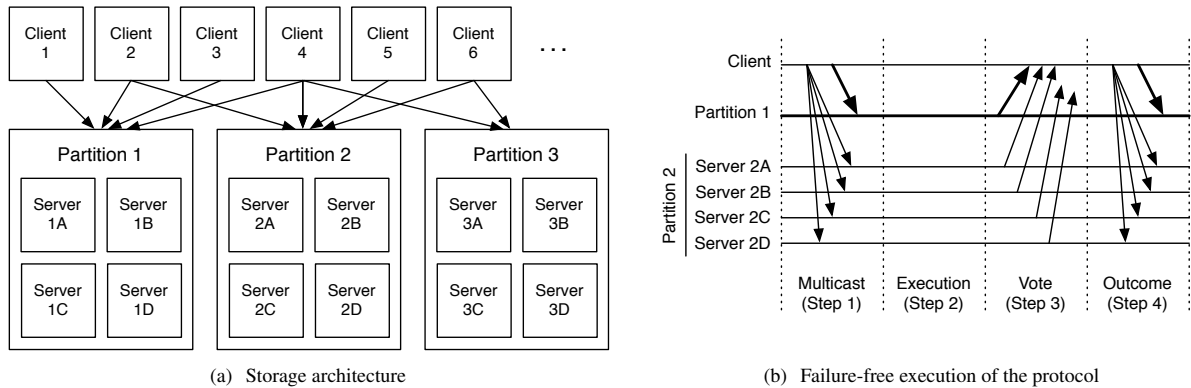 Client 1
Client 2
Client 3
Client 4
Client 5
Client 6
. . .
Partition 1
Server 1A
Server 1B
Server 1C
Server 1D
Partition 2
Server 2A
Server 2B
Server 2C
Server 2D
Partition 3
Server 3A
Server 3B
Server 3C
Server 3D
(a) Storage architecture
Client
Partition 1
Partition 2
Server 2A
Server 2B
Server 2C
Server 2D
Multicast
(Step 1)
Execution
(Step 2)
Vote
(Step 3)
Outcome
(Step 4)
(b) Failure-free execution of the protocol